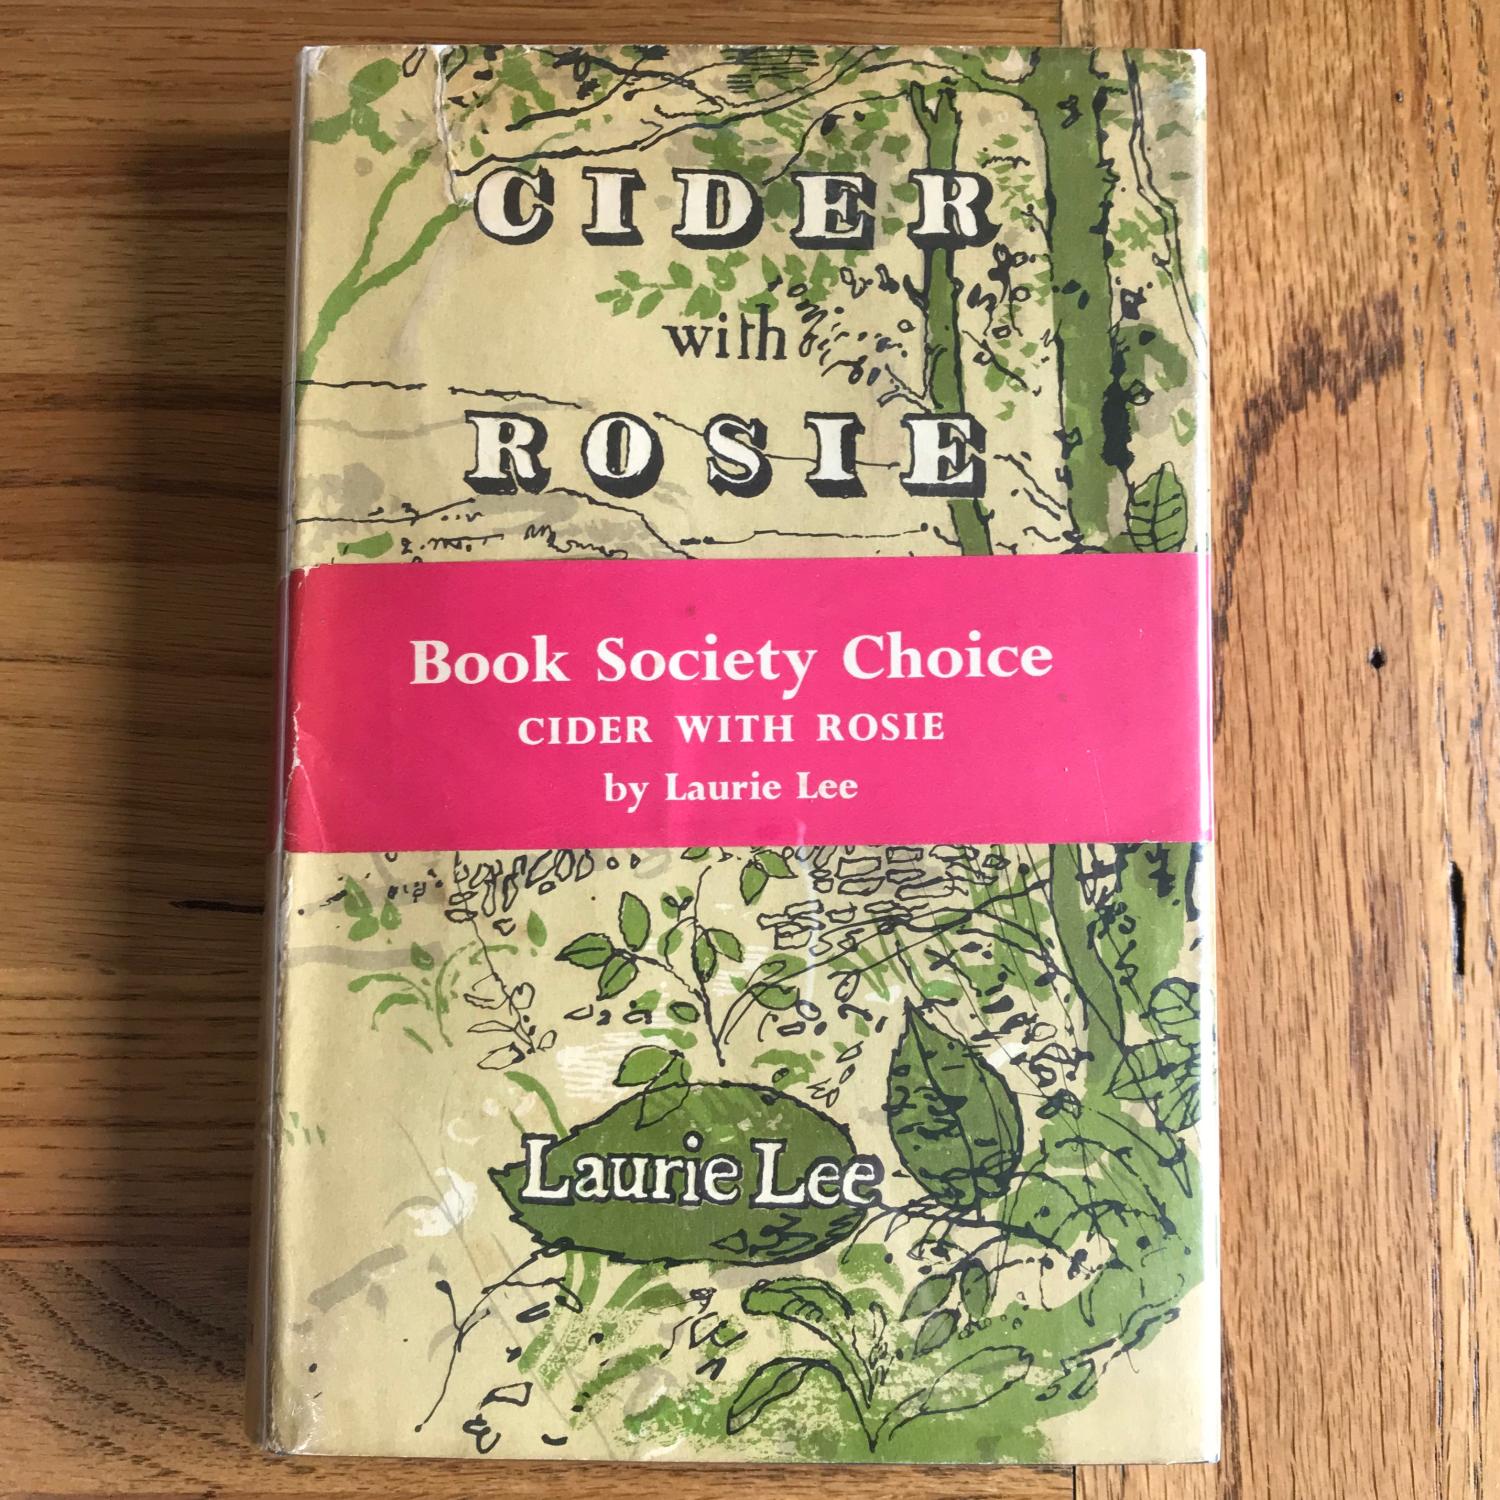 CIDER
with
ROSIE
Book Society Choice
CIDER WITH ROSIE
by Laurie Lee
Laurie Lee